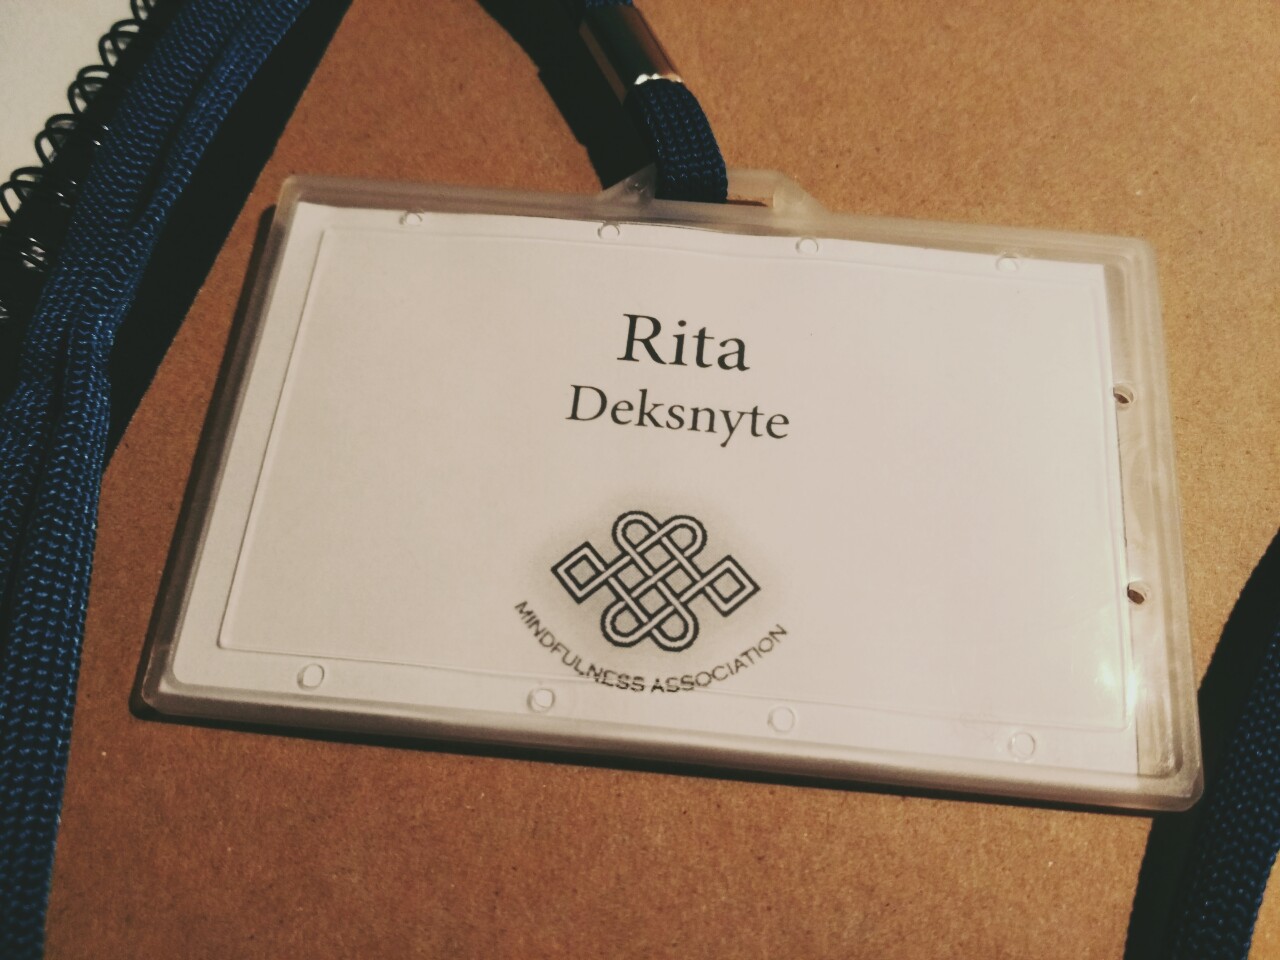 Rita
Deksnyte
MINDFULNESS ASSOCIATION